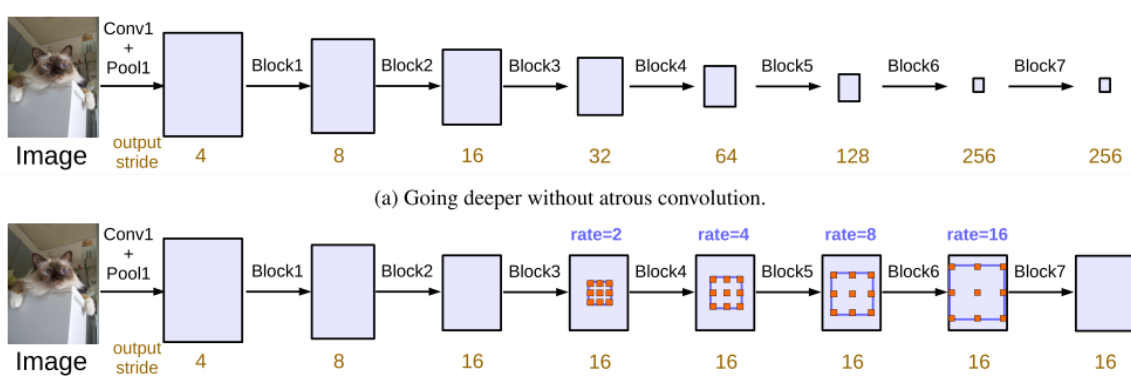 Conv1
+
Pool1
Block1
Block2
Block3
Block4
Block5
Block6
Block7
Image
output
stride
4
8
16
32
64
128
256
256
(a) Going deeper without atrous convolution.
rate=2
rate=4
rate=8
rate=16
Conv1
+
Pool1
Block1
Block2
Block3
Block4
Block5
Block6
Block7
Image
output
stride
4
8
16
16
16
16
16
16